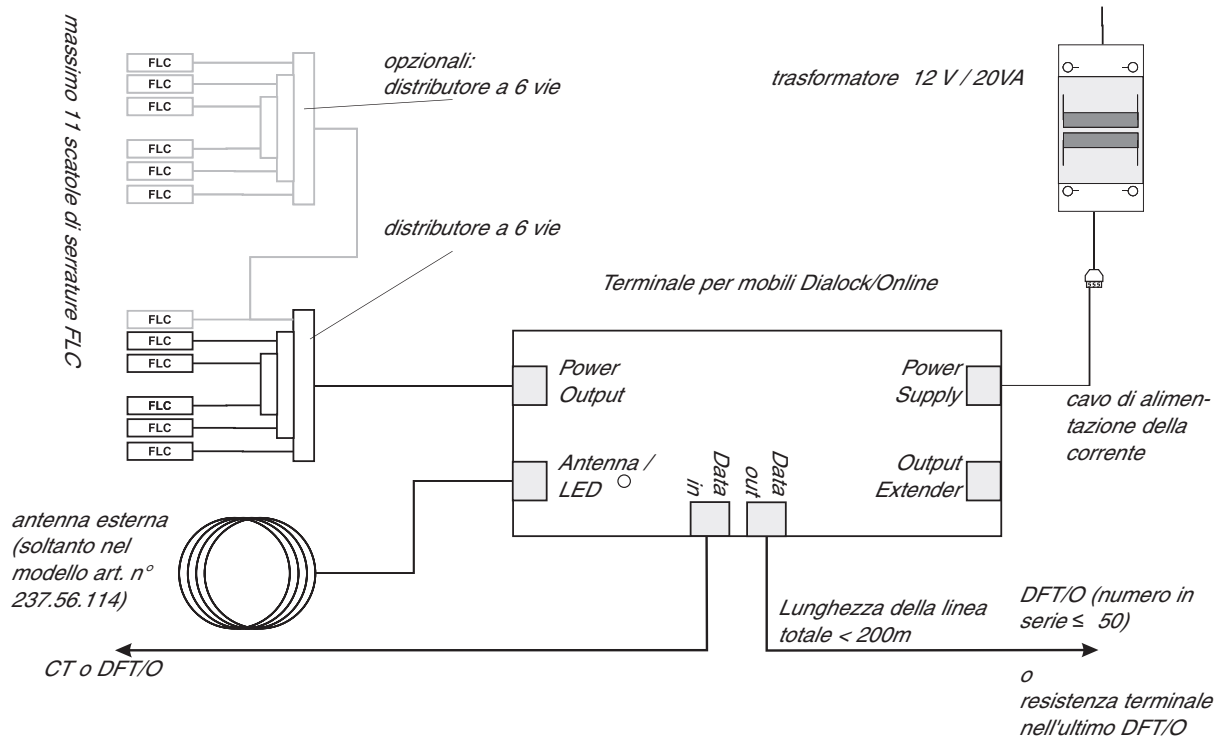 massimo 11 scatole di serrature FLC
FLC
FLC
FLC
FLC
FLC
FLC
opzionali:
distributore a 6 vie
trasformatore 12 V / 20VA
distributore a 6 vie
FLC
FLC
FLC
FLC
FLC
FLC
Terminale per mobili Dialock/Online
Power
Output
Power
Supply
cavo di alimen-
tazione della
corrente
Antenna /
LED
Data
in
Data
out
Output
Extender
antenna esterna
(soltanto nel
modello art. n°
237.56.114)
Lunghezza della linea
totale < 200m
DFT/O (numero in
serie ≤ 50)
CT o DFT/O
o
resistenza terminale
nell'ultimo DFT/O